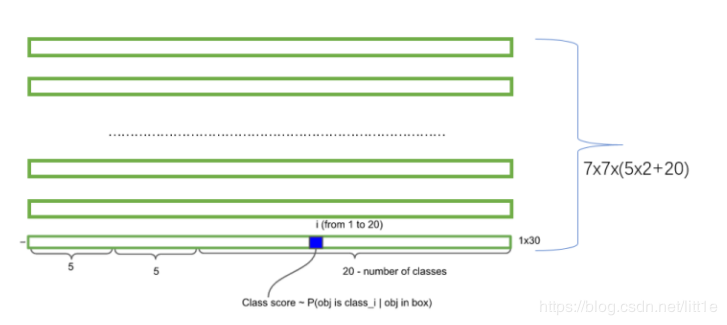 7x7x(5x2+20)
i (from 1 to 20)
1x30
5
5
20 - number of classes
Class score ~ P(obj is class_i | obj in box)
https://blog.csdn.net/litt1e